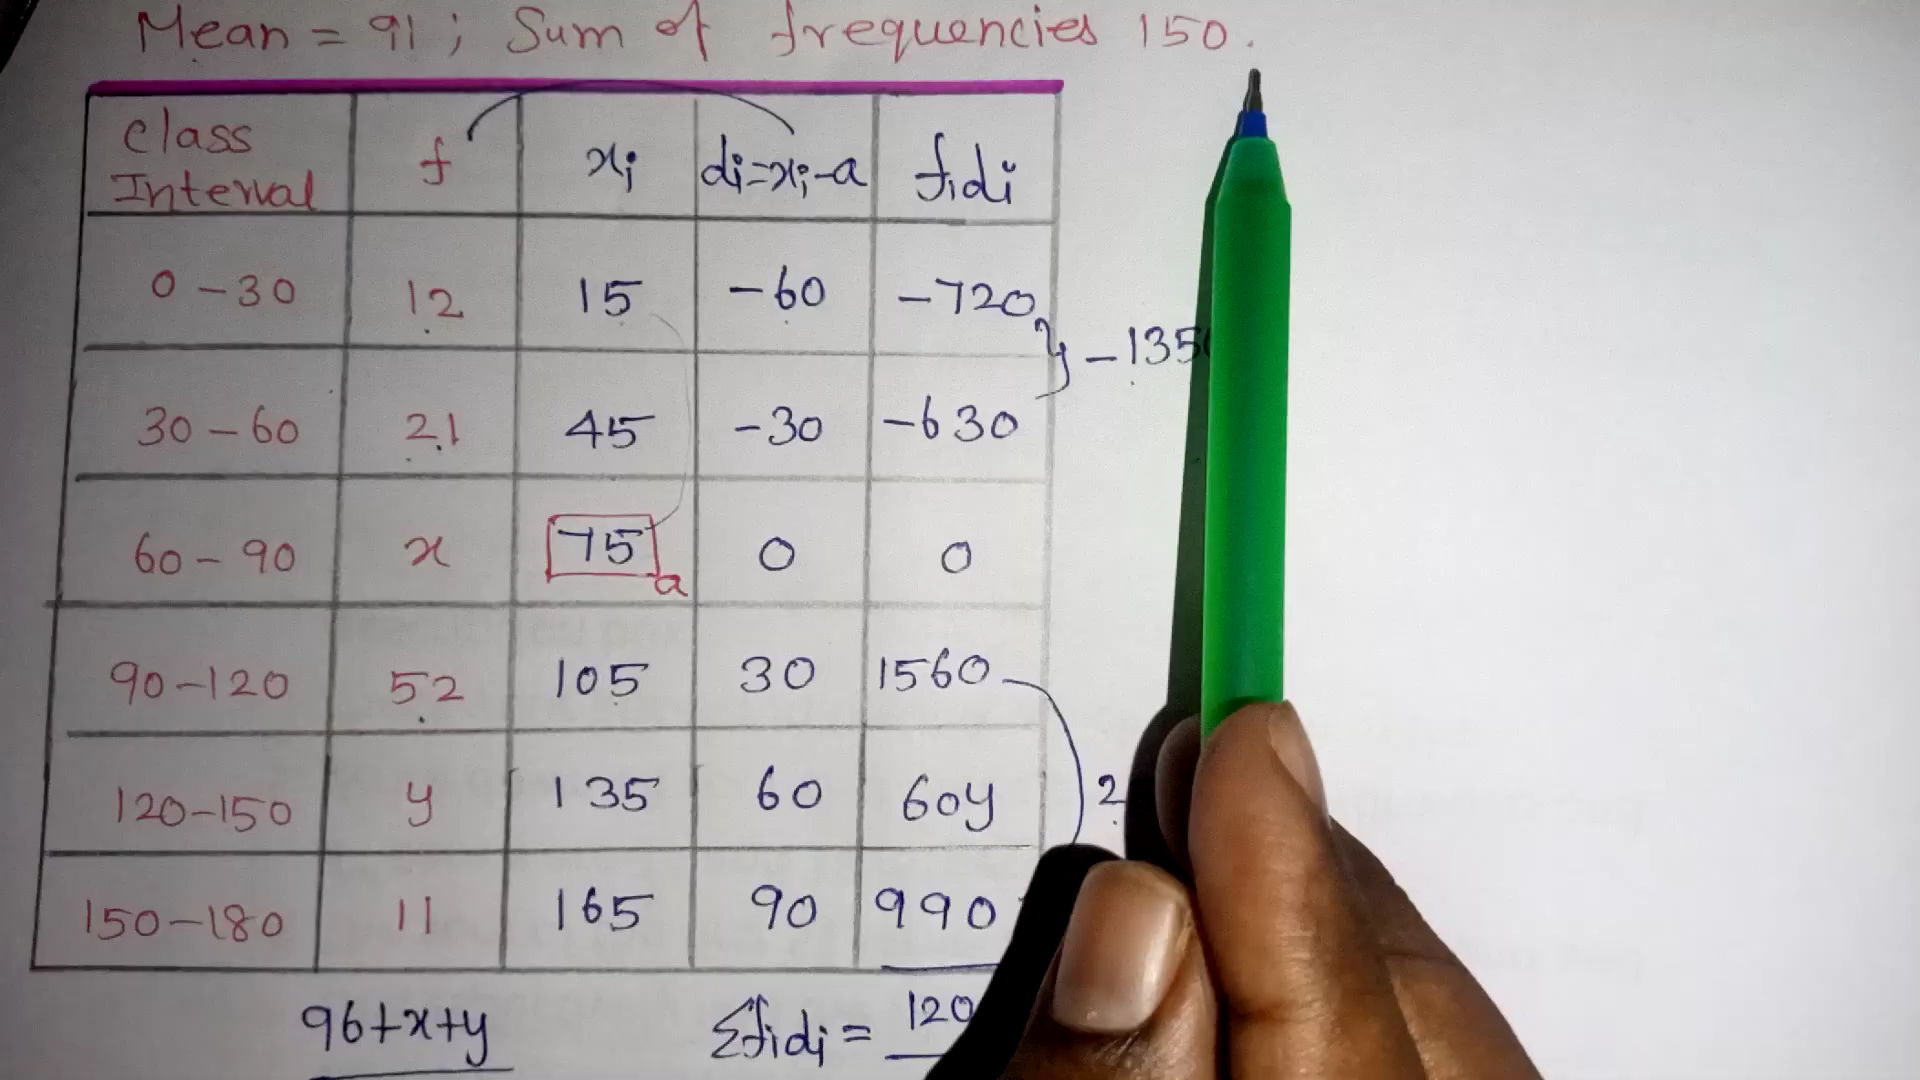 Mean = 91; Sum of frequencies 150.
Class Interval f xi di=xi-a fidi
0-30 12 15 -60 -720
} -135
30-60 21 45 -30 -630
60-90 x 75 a 0 0
90-120 52 105 30 1560
120-150 y 135 60 60y 2
150-180 11 165 90 990
96+x+y Σfidi = 120